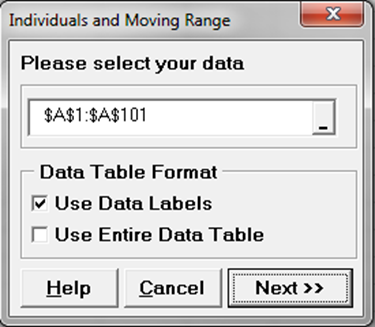 Individuals and Moving Range
Please select your data
$A$1:$A$101
Data Table Format
Use Data Labels
Use Entire Data Table
Help Cancel Next >>